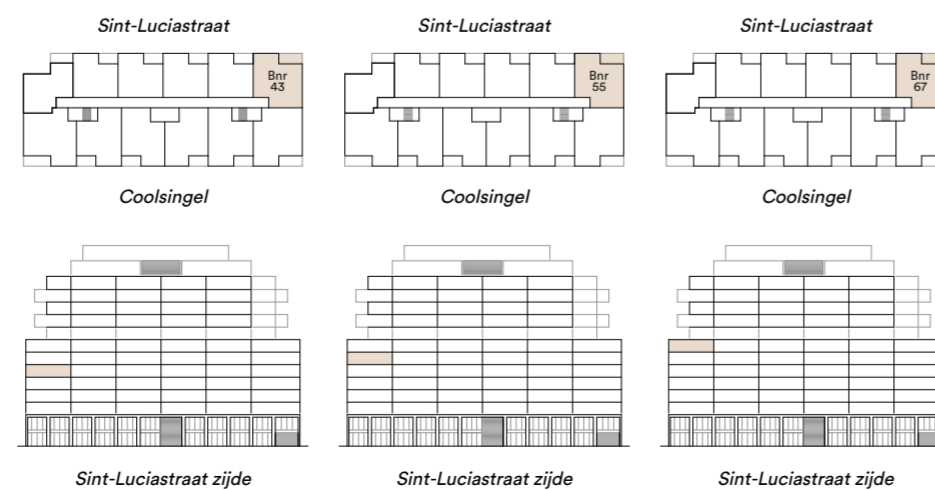 Sint-Luciastraat
Sint-Luciastraat
Sint-Luciastraat
Bnr
43
Bnr
55
Bnr
67
Coolsingel
Coolsingel
Coolsingel
Sint-Luciastraat zijde
Sint-Luciastraat zijde
Sint-Luciastraat zijde